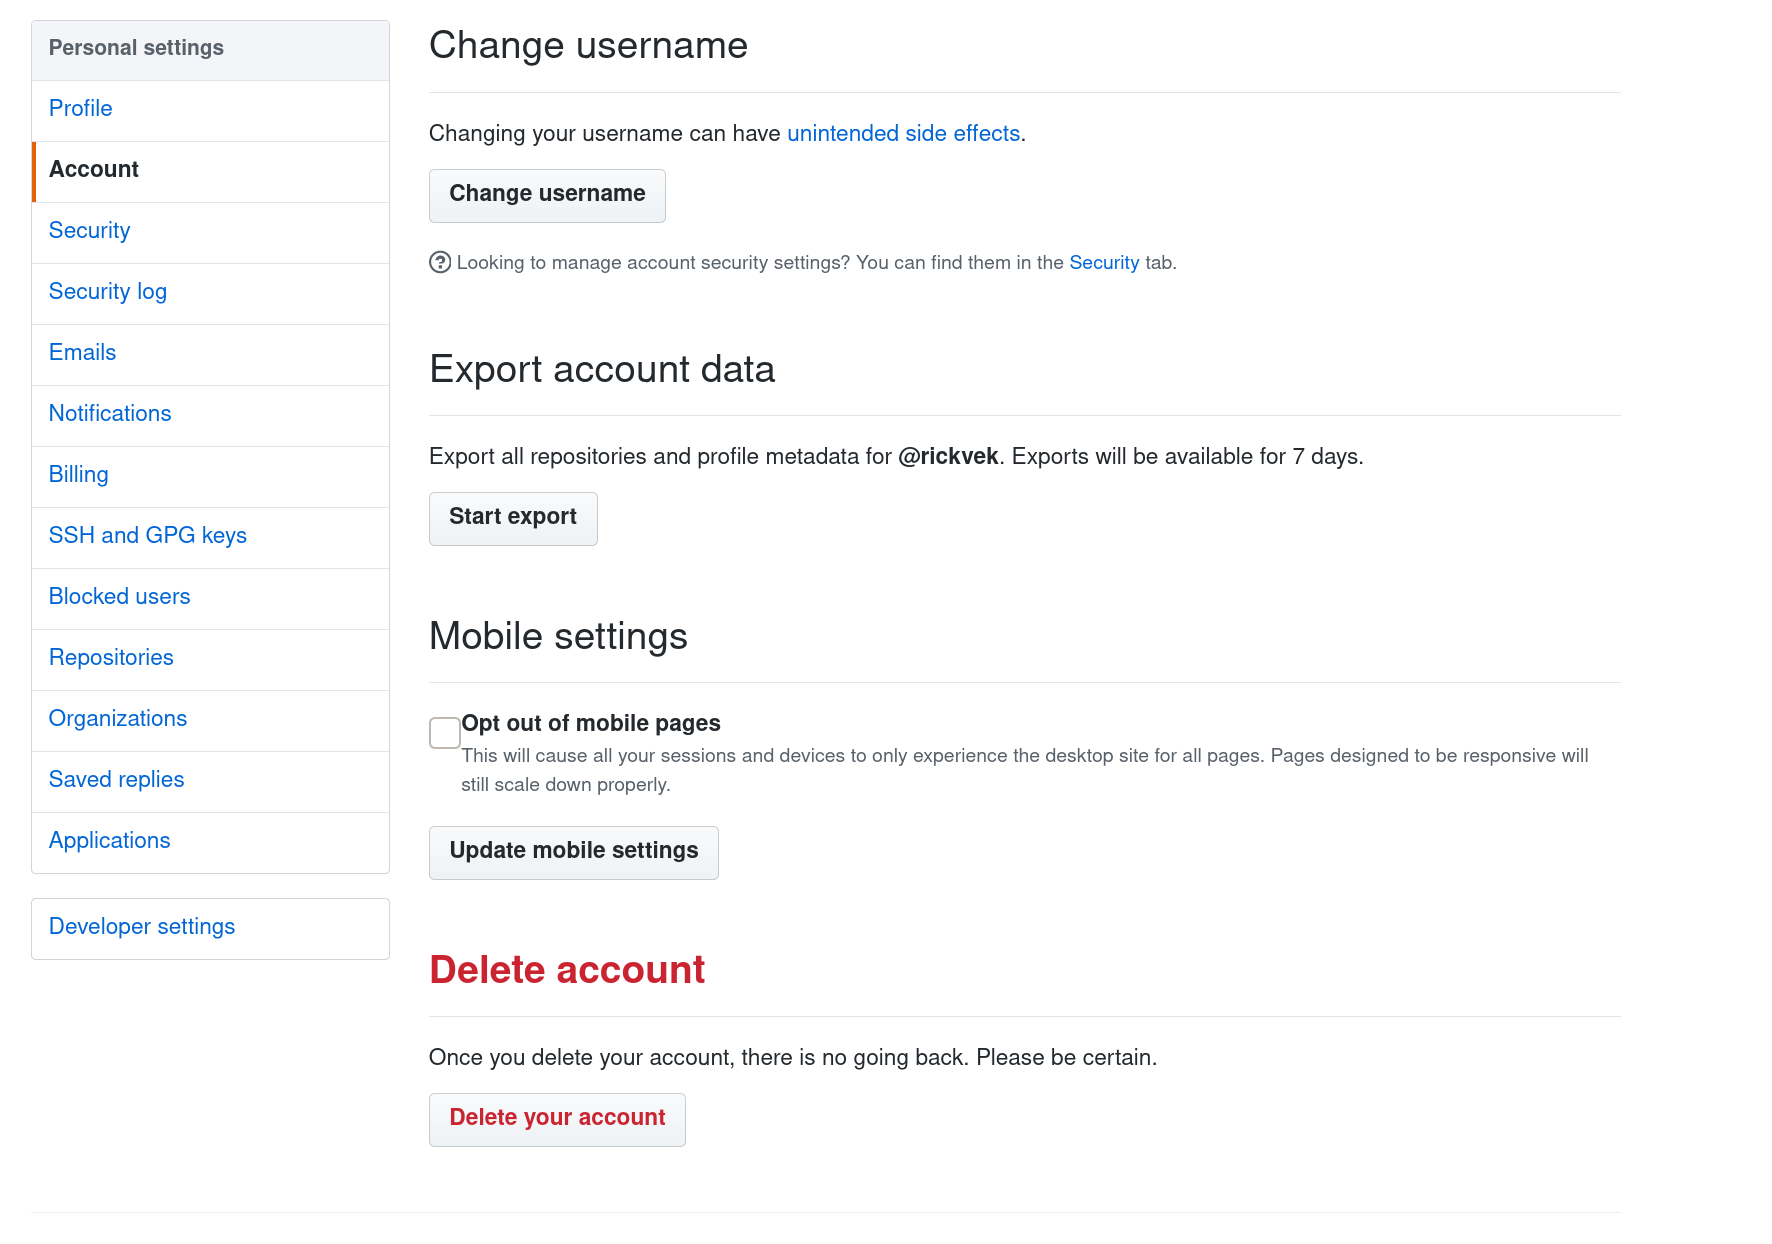 Personal settings
Profile
Account
Security
Security log
Emails
Notifications
Billing
SSH and GPG keys
Blocked users
Repositories
Organizations
Saved replies
Applications
Developer settings
Change username
Changing your username can have unintended side effects.
Change username
Looking to manage account security settings? You can find them in the Security tab.
Export account data
Export all repositories and profile metadata for @rickvek. Exports will be available for 7 days.
Start export
Mobile settings
Opt out of mobile pages
This will cause all your sessions and devices to only experience the desktop site for all pages. Pages designed to be responsive will
still scale down properly.
Update mobile settings
Delete account
Once you delete your account, there is no going back. Please be certain.
Delete your account